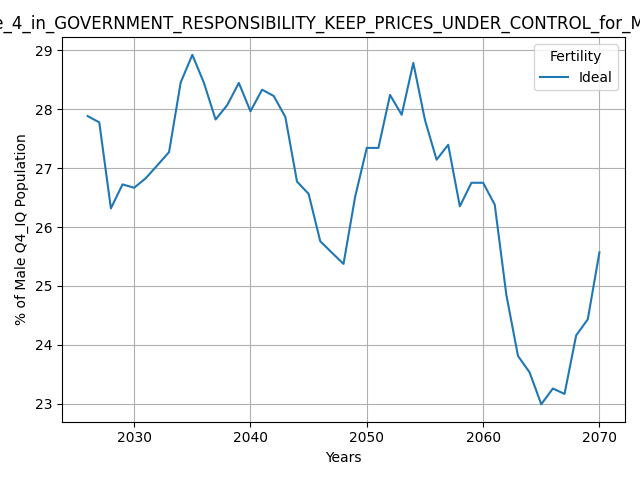 _4_in_GOVERNMENT_RESPONSIBILITY_KEEP_PRICES_UNDER_CONTROL_for_M
29
28
27
26
25
24
23
% of Male Q4_IQ Population
Fertility
Ideal
2030
2040
2050
2060
2070
Years